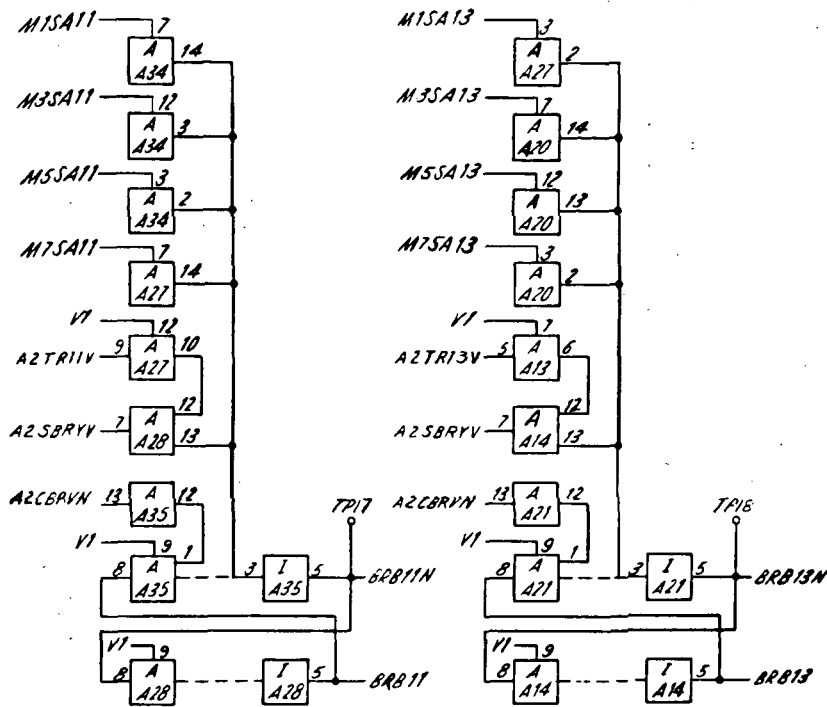 M1SA11
7
A
A34
14
M3SA11
12
A
A34
3
M5SA11
3
A
A34
2
M7SA11
7
A
A27
14
V1
12
A2TR11V
9
A
A27
10
A2SBRYV
7
12
A
A28
13
A2CBRVN
13
A
A35
12
V1
9
1
8
A
A35
3
I
A35
5
TP17
BRB11N
V1
9
8
A
A28
I
A28
5
BRB11
M1SA13
3
A
A27
2
M3SA13
7
A
A20
14
M5SA13
12
A
A20
13
M7SA13
3
A
A20
2
V1
7
A2TR13V
5
A
A13
6
A2SBRYV
7
12
A
A14
13
A2CBRVN
13
A
A21
12
V1
9
1
8
A
A21
3
I
A21
5
TP18
BRB13N
V1
9
8
A
A14
I
A14
5
BRB13